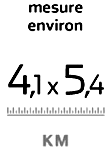 mesure
environ
4,1 x 5,4
KM